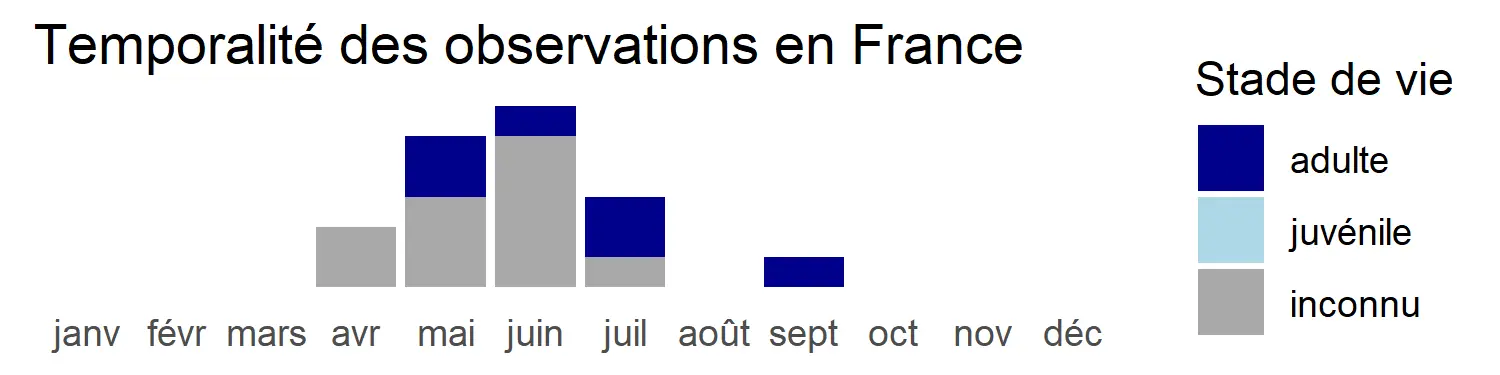 Temporalité des observations en France
Stade de vie
adulte
juvénile
inconnu
janv févr mars avr mai juin juil août sept oct nov déc